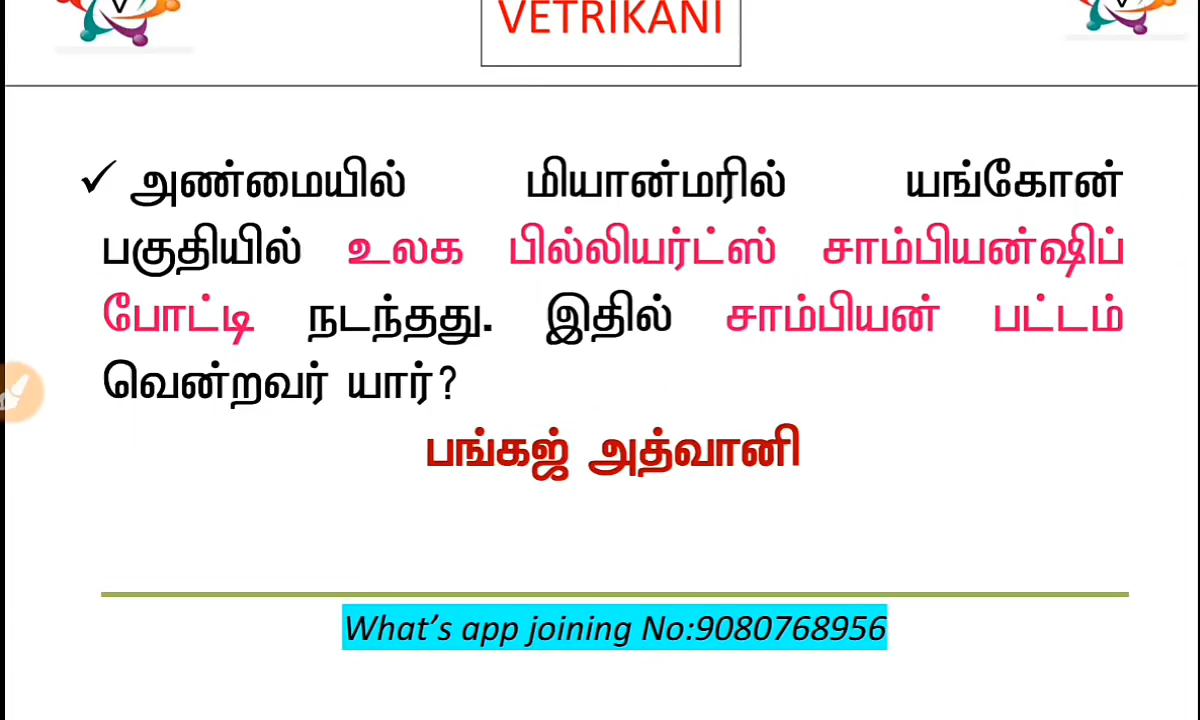 V V
VETRIKANI
✓ அண்மையில் மியான்மரில் யங்கோன்
பகுதியில் உலக பில்லியர்ட்ஸ் சாம்பியன்ஷிப்
போட்டி நடந்தது. இதில் சாம்பியன் பட்டம்
வென்றவர் யார்?
பங்கஜ் அத்வானி
What's app joining No:9080768956